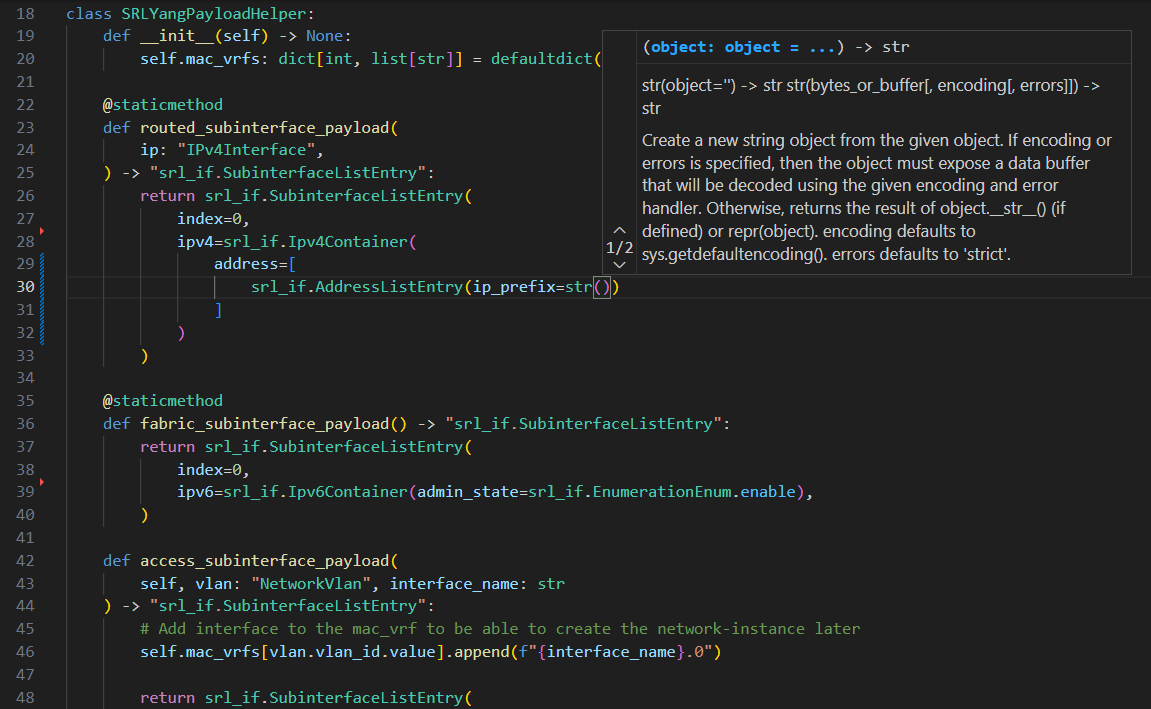 18 class SRLYangPayloadHelper:
19     def __init__(self) -> None:
20         self.mac_vrfs: dict[int, list[str]] = defaultdict(
21
22     @staticmethod
23     def routed_subinterface_payload(
24         ip: "IPv4Interface",
25     ) -> "srl_if.SubinterfaceListEntry":
26         return srl_if.SubinterfaceListEntry(
27             index=0,
28             ipv4=srl_if.Ipv4Container(
29                 address=[
30                     srl_if.AddressListEntry(ip_prefix=str())
31                 ]
32             )
33         )
34
35     @staticmethod
36     def fabric_subinterface_payload() -> "srl_if.SubinterfaceListEntry":
37         return srl_if.SubinterfaceListEntry(
38             index=0,
39             ipv6=srl_if.Ipv6Container(admin_state=srl_if.EnumerationEnum.enable),
40         )
41
42     def access_subinterface_payload(
43         self, vlan: "NetworkVlan", interface_name: str
44     ) -> "srl_if.SubinterfaceListEntry":
45         # Add interface to the mac_vrf to be able to create the network-instance later
46         self.mac_vrfs[vlan.vlan_id.value].append(f"{interface_name}.0")
47
48         return srl_if.SubinterfaceListEntry(
(object: object = ...) -> str
str(object='') -> str str(bytes_or_buffer[, encoding[, errors]]) ->
str
Create a new string object from the given object. If encoding or
errors is specified, then the object must expose a data buffer
that will be decoded using the given encoding and error
handler. Otherwise, returns the result of object.__str__() (if
defined) or repr(object). encoding defaults to
sys.getdefaultencoding(). errors defaults to 'strict'.
1/2